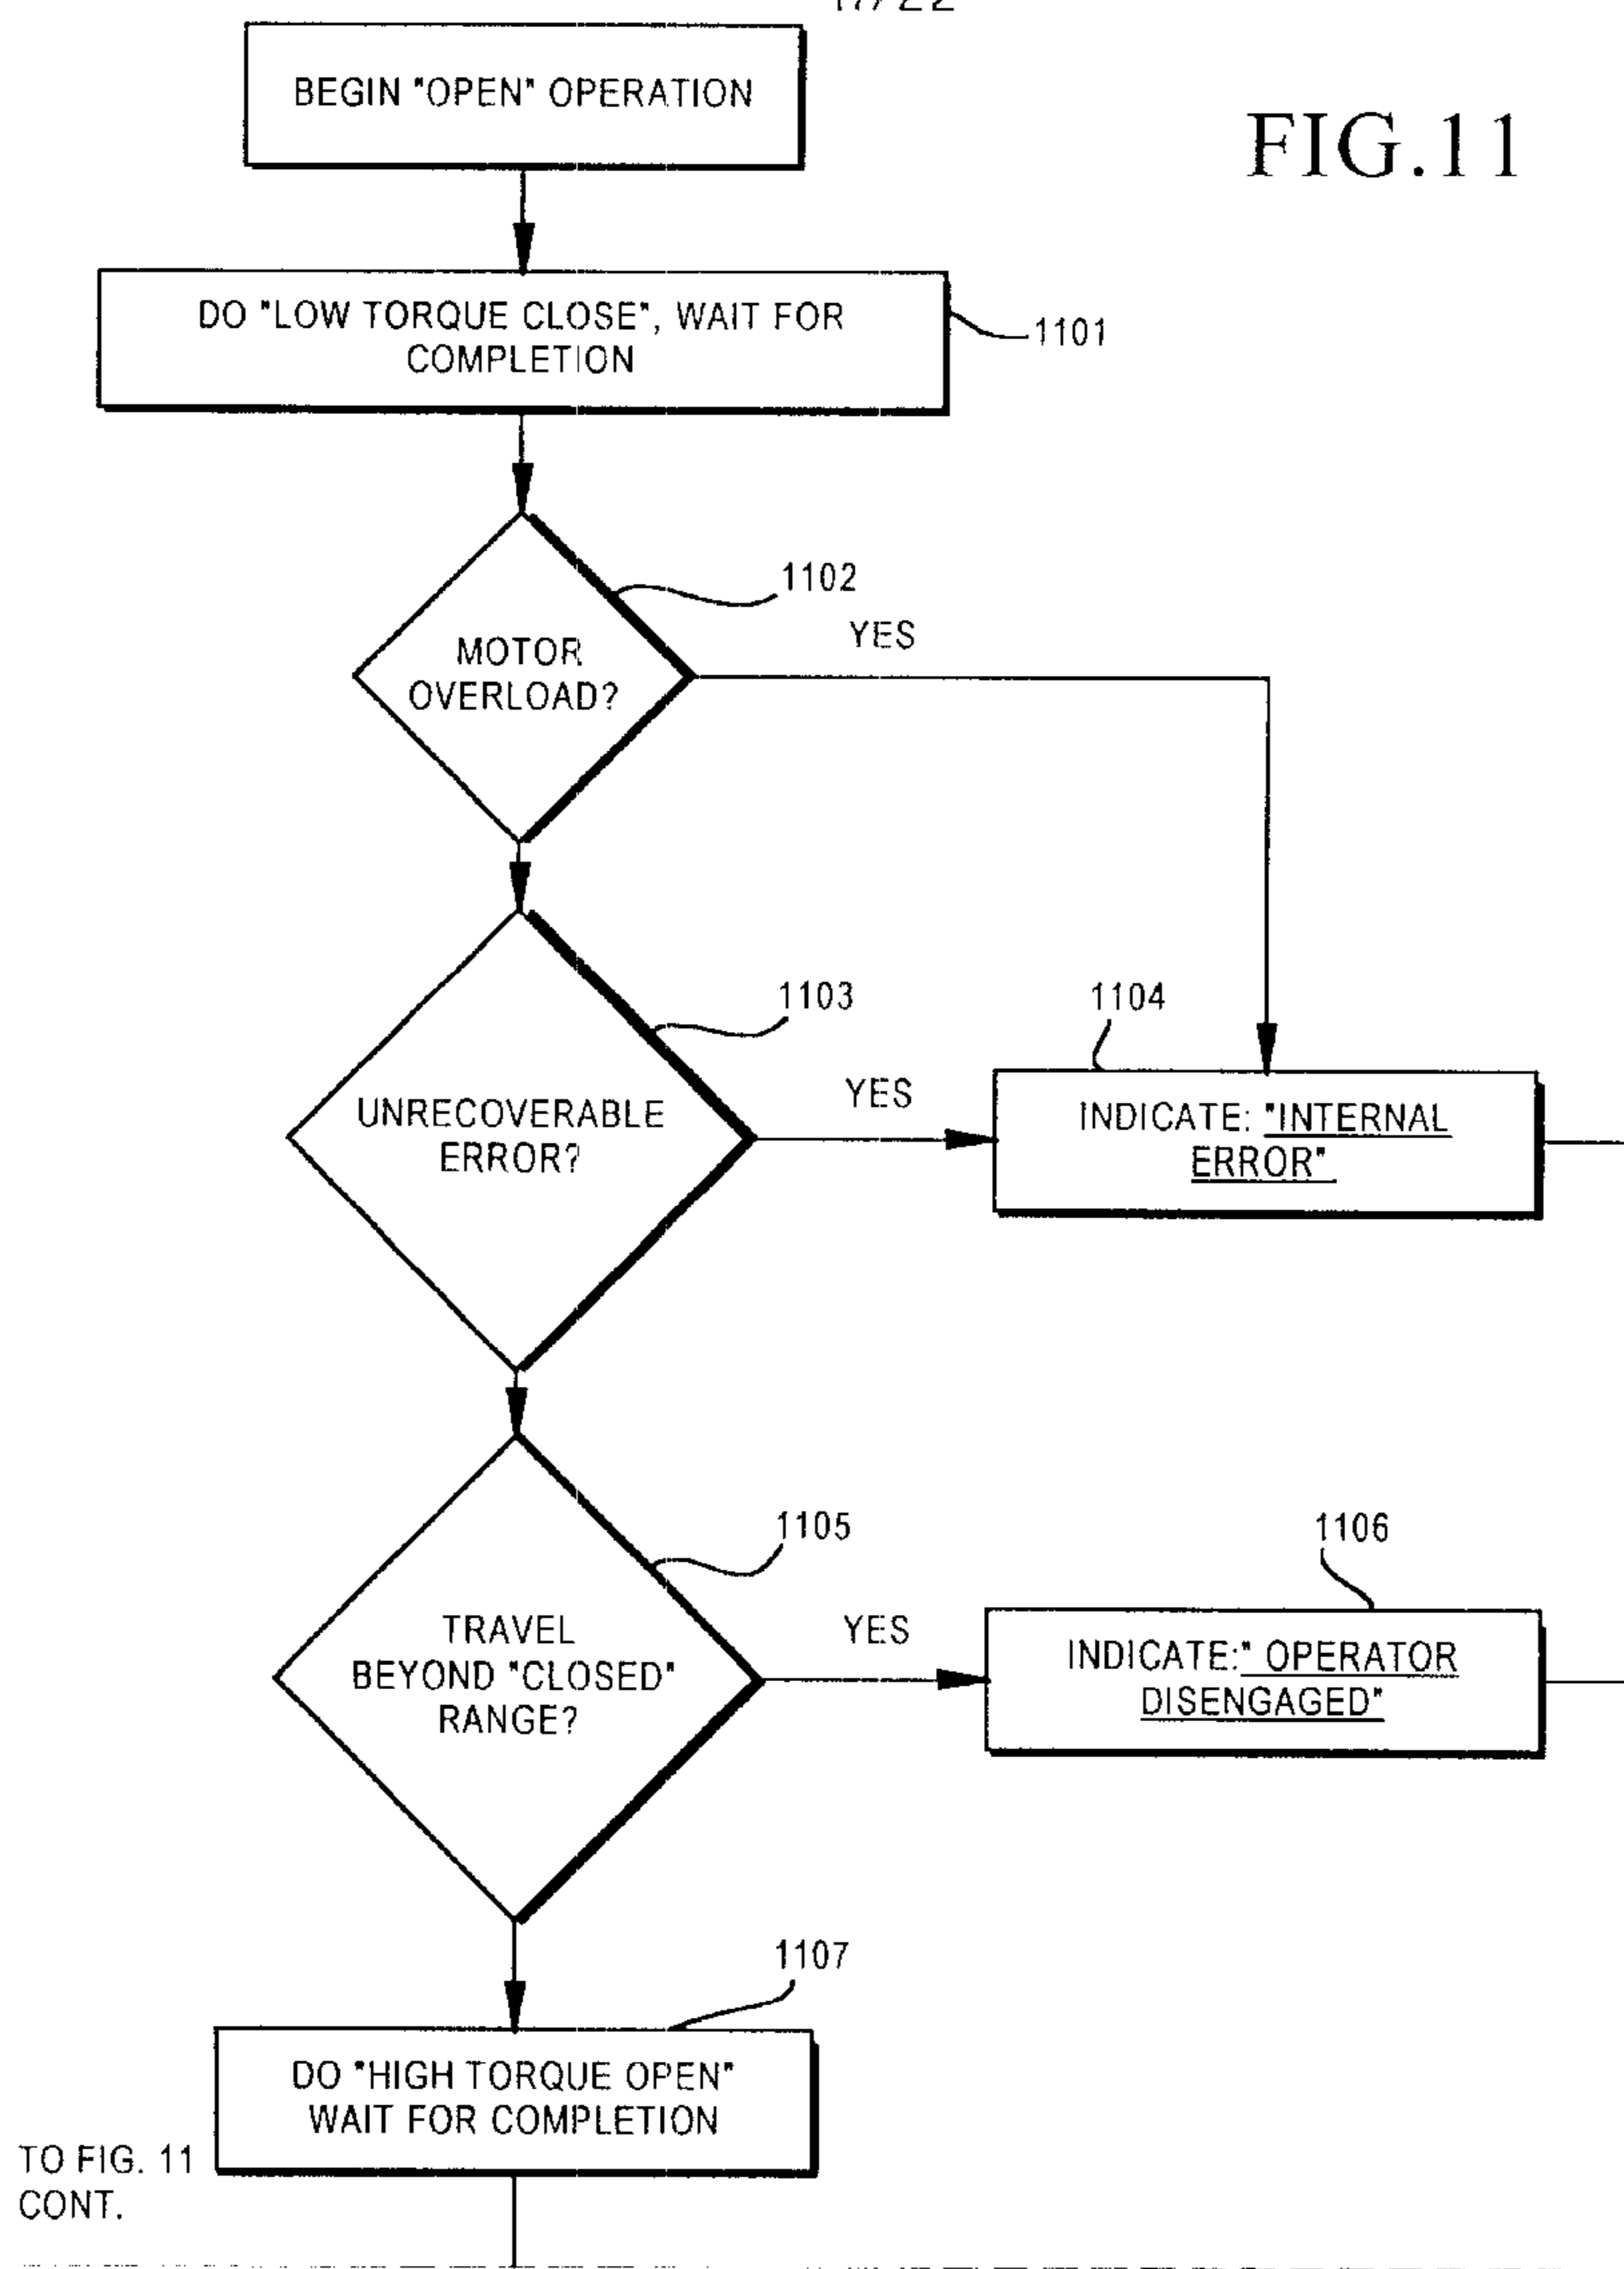 BEGIN "OPEN" OPERATION
FIG.11
DO "LOW TORQUE CLOSE", WAIT FOR
COMPLETION
1101
1102
YES
MOTOR
OVERLOAD?
1103
1104
YES
UNRECOVERABLE
ERROR?
INDICATE: "INTERNAL
ERROR"
1105
1106
YES
TRAVEL
BEYOND "CLOSED"
RANGE?
INDICATE:" OPERATOR
DISENGAGED"
1107
DO "HIGH TORQUE OPEN"
WAIT FOR COMPLETION
TO FIG. 11
CONT.